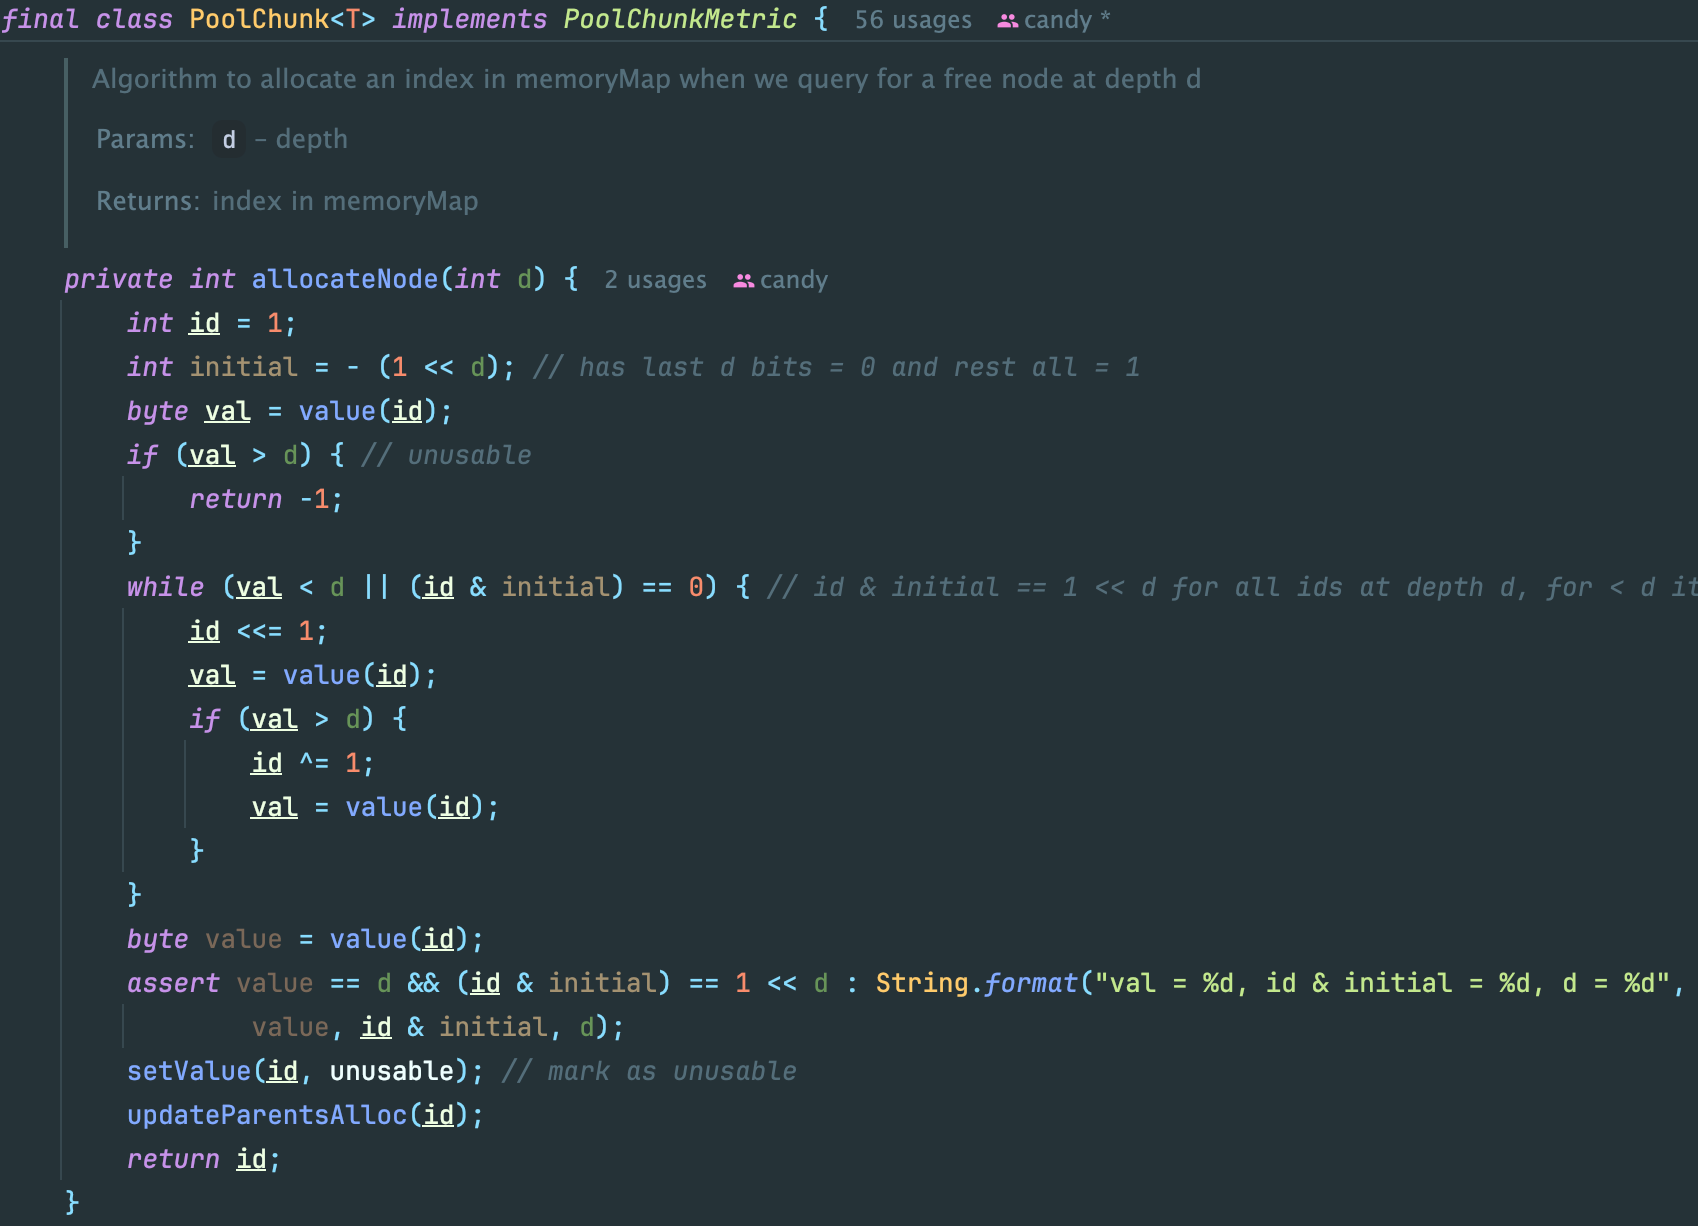 final class PoolChunk<T> implements PoolChunkMetric { 56 usages candy *
Algorithm to allocate an index in memoryMap when we query for a free node at depth d
Params: d – depth
Returns: index in memoryMap
private int allocateNode(int d) { 2 usages candy
int id = 1;
int initial = - (1 << d); // has last d bits = 0 and rest all = 1
byte val = value(id);
if (val > d) { // unusable
return -1;
}
while (val < d || (id & initial) == 0) { // id & initial == 1 << d for all ids at depth d, for < d it
id <<= 1;
val = value(id);
if (val > d) {
id ^= 1;
val = value(id);
}
}
byte value = value(id);
assert value == d && (id & initial) == 1 << d : String.format("val = %d, id & initial = %d, d = %d",
value, id & initial, d);
setValue(id, unusable); // mark as unusable
updateParentsAlloc(id);
return id;
}